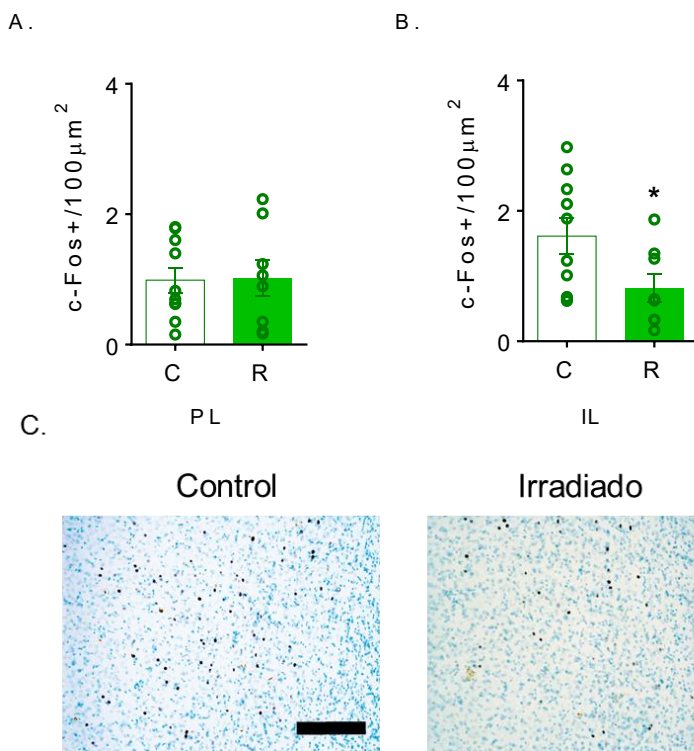 A.
B.
c-Fos+/100μm²
4
2
0
C
R
PL
c-Fos+/100μm²
4
2
0
*
C
R
IL
C.
Control
Irradiado